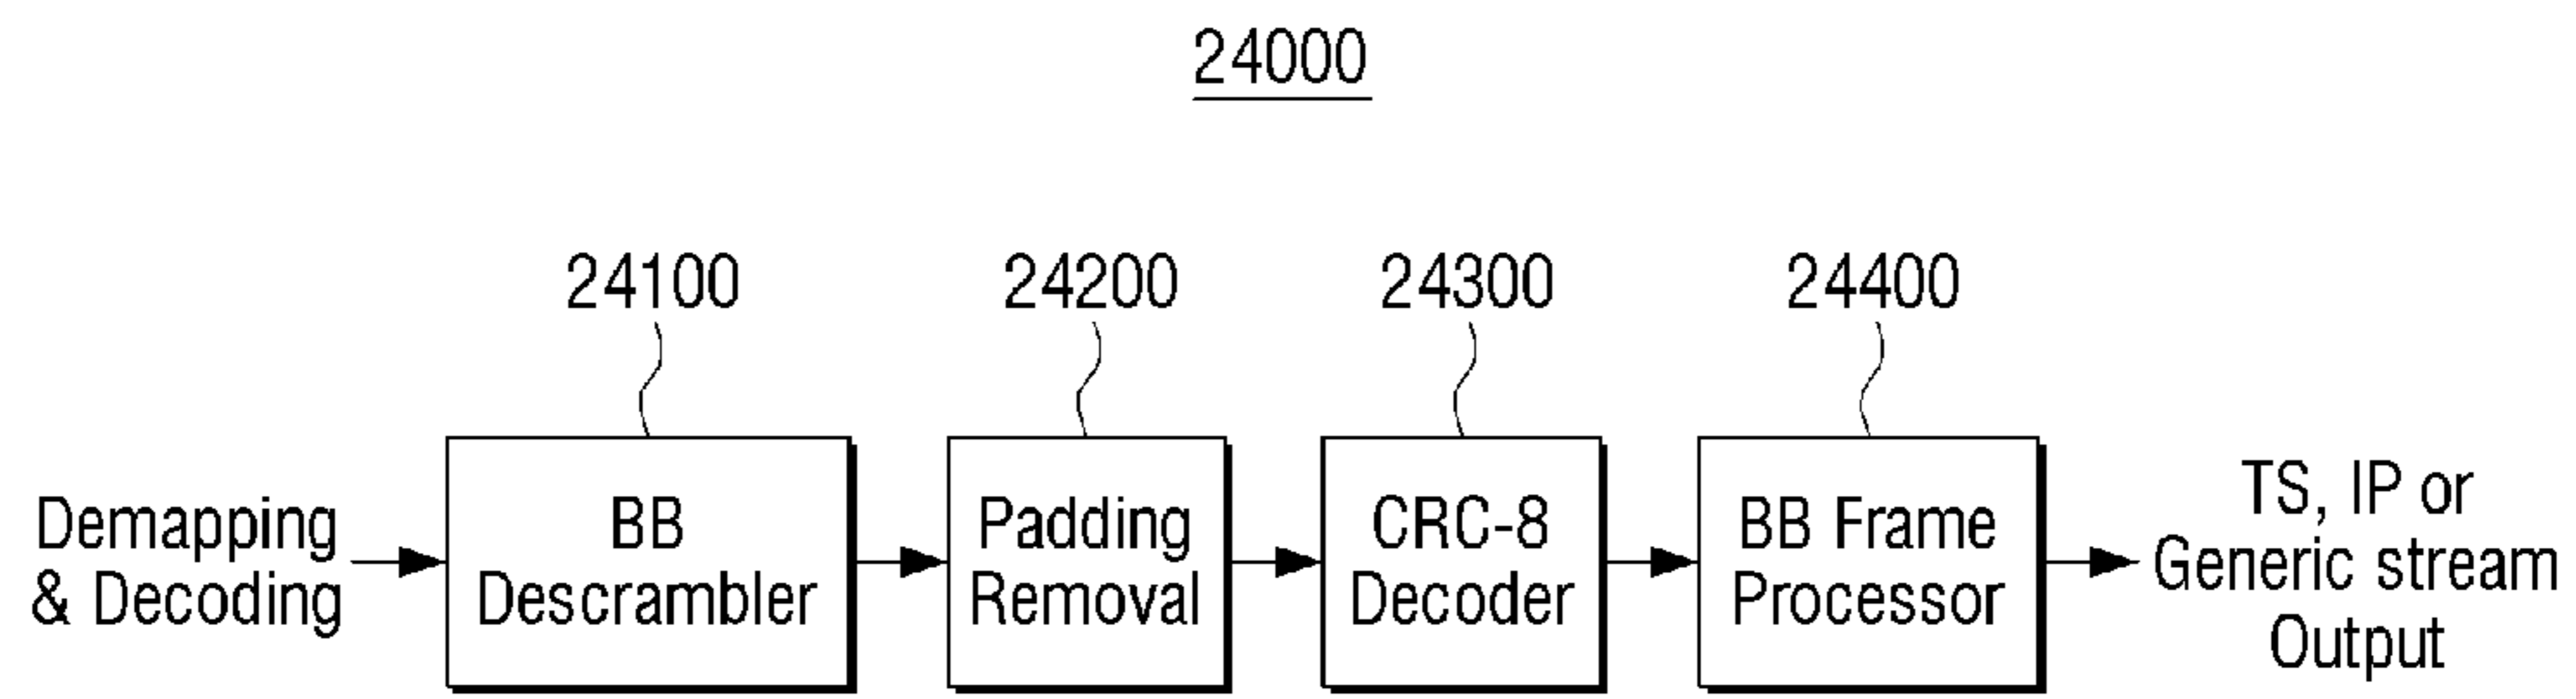 24000
24100
24200
24300
24400
Demapping
& Decoding
BB
Descrambler
Padding
Removal
CRC-8
Decoder
BB Frame
Processor
TS, IP or
Generic stream
Output